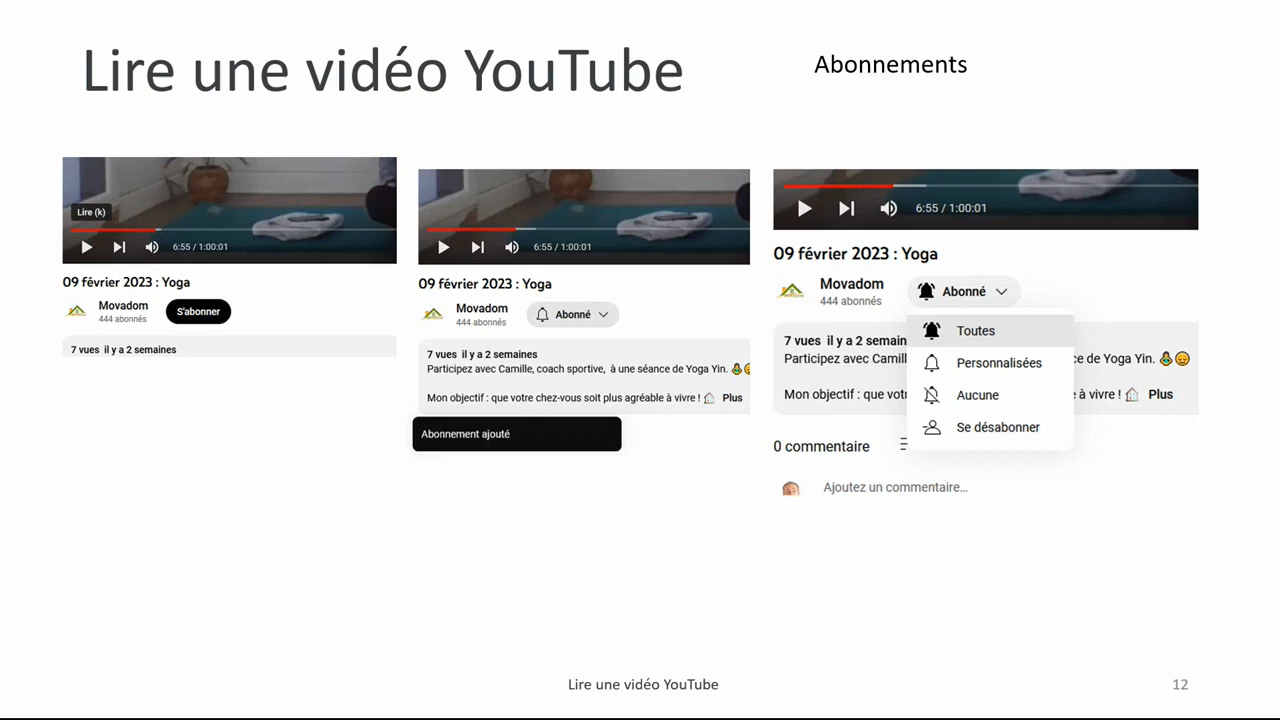 Lire une vidéo YouTube
Abonnements
Lire (k)
6:55 / 1:00:01
09 février 2023 : Yoga
Movadom
444 abonnés
S'abonner
7 vues il y a 2 semaines
6:55 / 1:00:01
09 février 2023 : Yoga
Movadom
444 abonnés
Abonné
7 vues il y a 2 semaines
Participez avec Camille, coach sportive, à une séance de Yoga Yin.
Mon objectif : que votre chez-vous soit plus agréable à vivre ! Plus
Abonnement ajouté
6:55 / 1:00:01
09 février 2023 : Yoga
Movadom
444 abonnés
Abonné
Toutes
Personnalisées
Aucune
Se désabonner
7 vues il y a 2 semain
Participez avec Camill ce de Yoga Yin.
Mon objectif : que votr e à vivre ! Plus
0 commentaire
Ajoutez un commentaire…
Lire une vidéo YouTube
12